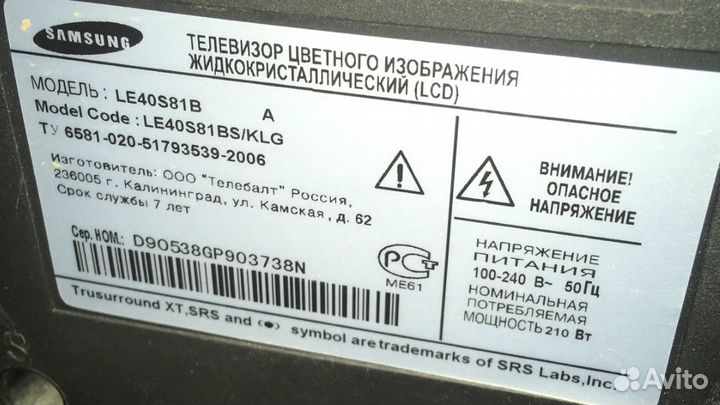 SAMSUNG
ТЕЛЕВИЗОР ЦВЕТНОГО ИЗОБРАЖЕНИЯ
ЖИДКОКРИСТАЛЛИЧЕСКИЙ (LCD)
МОДЕЛЬ : LE40S81B A
Model Code : LE40S81BS/KLG
ТУ 6581-020-51793539-2006
Изготовитель: ООО "Телебалт" Россия,
236005 г. Калининград, ул. Камская, д. 62
Срок службы 7 лет
Сер. НОМ.: D90538GP903738N
РСТ
МЕ61
ВНИМАНИЕ!
ОПАСНОЕ
НАПРЯЖЕНИЕ
НАПРЯЖЕНИЕ
ПИТАНИЯ
100-240 В~ 50Гц
НОМИНАЛЬНАЯ
ПОТРЕБЛЯЕМАЯ
МОЩНОСТЬ 210 Вт
Trusurround XT,SRS and (●) symbol are trademarks of SRS Labs,Inc.
Avito